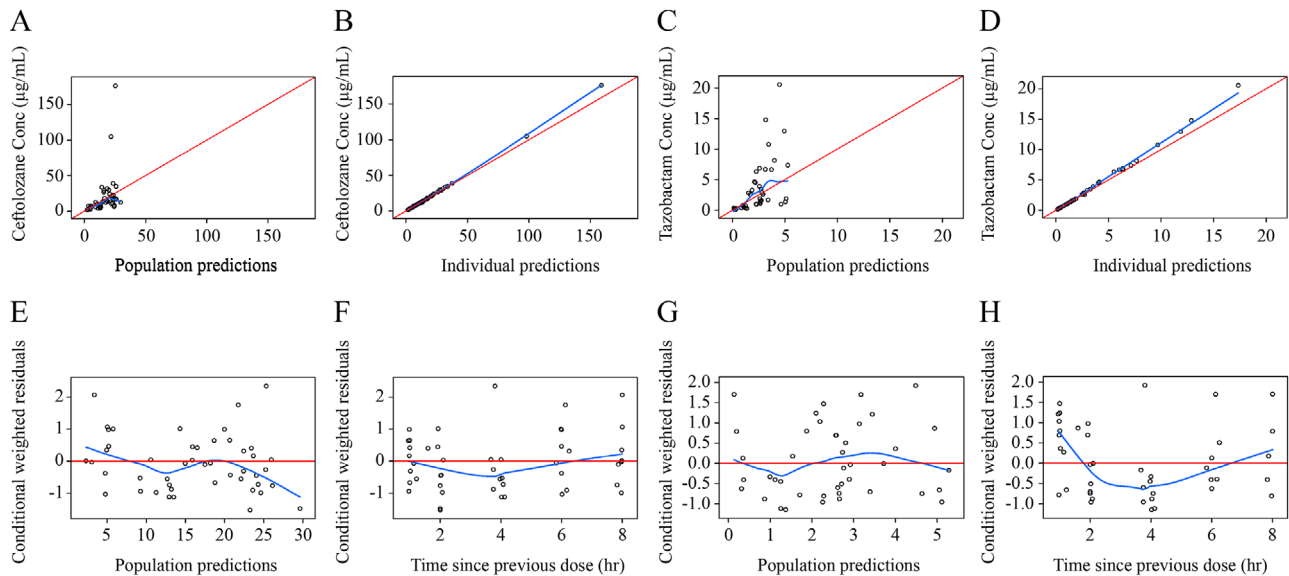 A
B
C
D
Ceftolozane Conc (µg/mL)
150
100
50
0
0 50 100 150
Population predictions
Ceftolozane Conc (µg/mL)
150
100
50
0
0 50 100 150
Individual predictions
Tazobactam Conc (µg/mL)
20
15
10
5
0
0 5 10 15 20
Population predictions
Tazobactam Conc (µg/mL)
20
15
10
5
0
0 5 10 15 20
Individual predictions
E
F
G
H
Conditional weighted residuals
2
1
0
-1
5 10 15 20 25 30
Population predictions
Conditional weighted residuals
2
1
0
-1
2 4 6 8
Time since previous dose (hr)
Conditional weighted residuals
2.0
1.5
1.0
0.5
0.0
-0.5
-1.0
0 1 2 3 4 5
Population predictions
Conditional weighted residuals
2.0
1.5
1.0
0.5
0.0
-0.5
-1.0
2 4 6 8
Time since previous dose (hr)